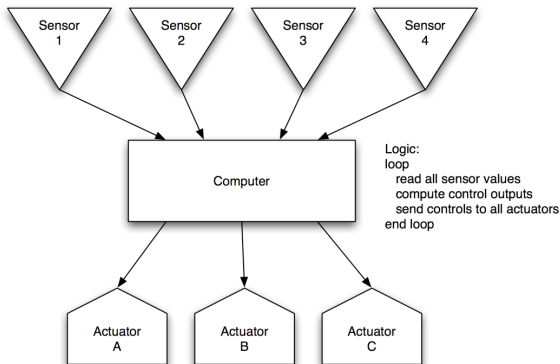 Sensor
1
Sensor
2
Sensor
3
Sensor
4
Computer
Logic:
loop
read all sensor values
compute control outputs
send controls to all actuators
end loop
Actuator
A
Actuator
B
Actuator
C